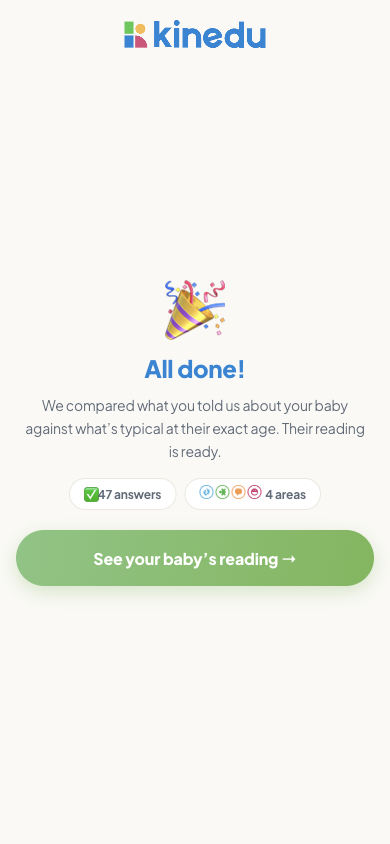 kinedu
All done!
We compared what you told us about your baby
against what's typical at their exact age. Their reading
is ready.
47 answers
4 areas
See your baby's reading →